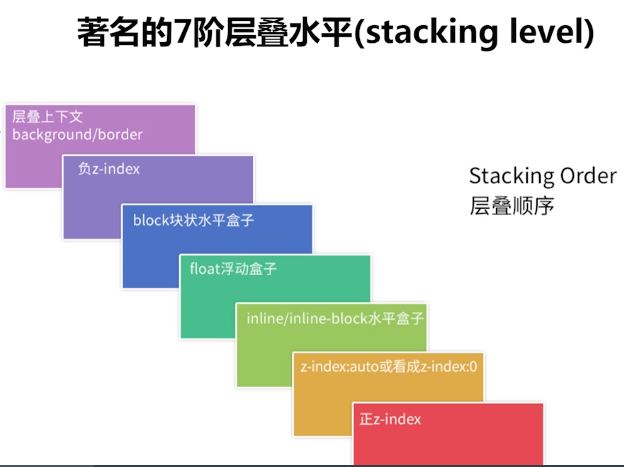 著名的7阶层叠水平(stacking level)
层叠上下文
background/border
负z-index
block块状水平盒子
float浮动盒子
inline/inline-block水平盒子
z-index:auto或看成z-index:0
正z-index
Stacking Order
层叠顺序